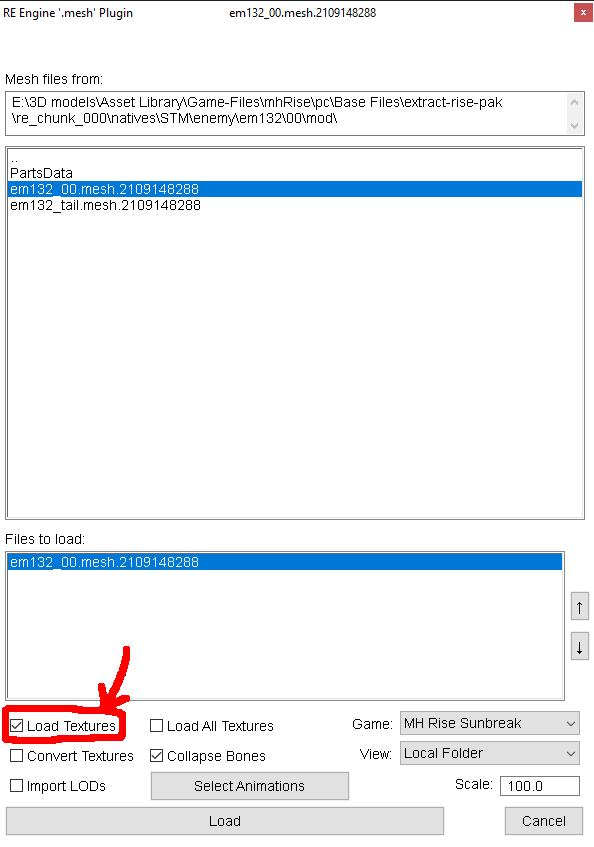 RE Engine '.mesh' Plugin em132_00.mesh.2109148288
Mesh files from:
E:\3D models\Asset Library\Game-Files\mhRise\pc\Base Files\extract-rise-pak
\re_chunk_000\natives\STM\enemy\em132\00\mod\
..
PartsData
em132_00.mesh.2109148288
em132_tail.mesh.2109148288
Files to load:
em132_00.mesh.2109148288
Load Textures Load All Textures Game: MH Rise Sunbreak
Convert Textures Collapse Bones View: Local Folder
Import LODs Select Animations Scale: 100.0
Load Cancel